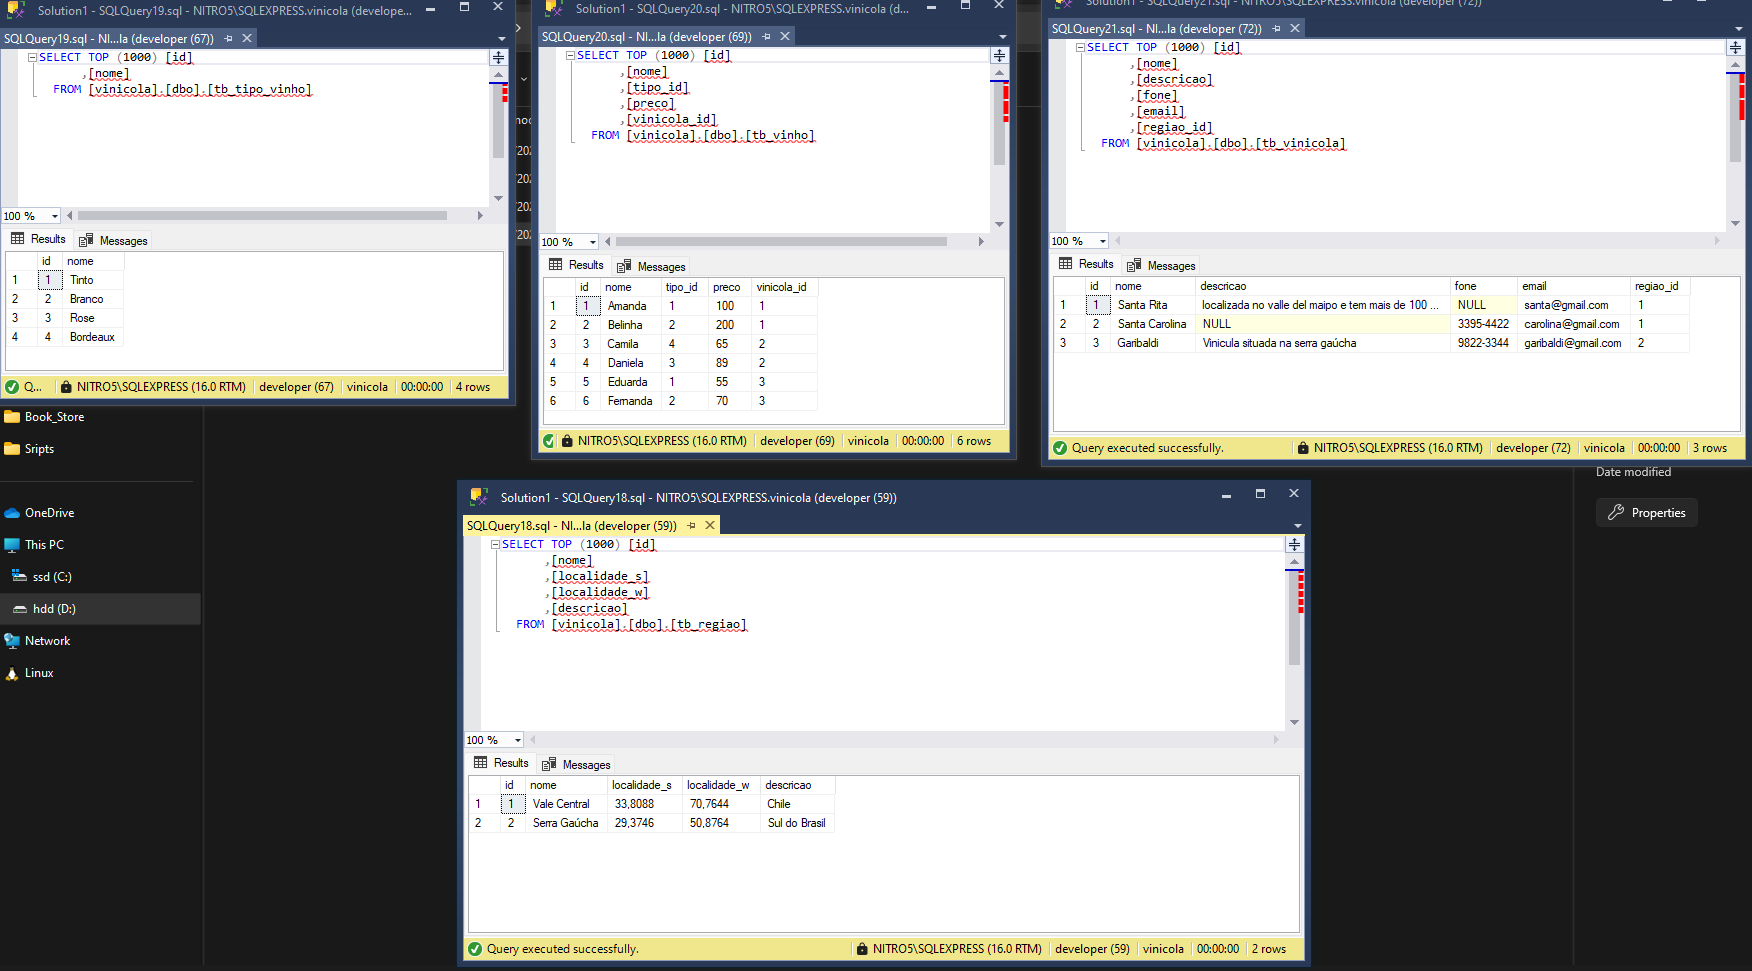 Solution1 - SQLQuery19.sql - NITRO5\SQLEXPRESS.vinicola (develope...
SQLQuery19.sql - NI...la (developer (67))
SELECT TOP (1000) [id]
,[nome]
FROM [vinicola].[dbo].[tb_tipo_vinho]
100 %
Results Messages
id nome
1 1 Tinto
2 2 Branco
3 3 Rose
4 4 Bordeaux
Q... NITRO5\SQLEXPRESS (16.0 RTM) developer (67) vinicola 00:00:00 4 rows
Solution1 - SQLQuery20.sql - NITRO5\SQLEXPRESS.vinicola (d...
SQLQuery20.sql - NI...la (developer (69))
SELECT TOP (1000) [id]
,[nome]
,[tipo_id]
,[preco]
,[vinicola_id]
FROM [vinicola].[dbo].[tb_vinho]
100 %
Results Messages
id nome tipo_id preco vinicola_id
1 1 Amanda 1 100 1
2 2 Belinha 2 200 1
3 3 Camila 4 65 2
4 4 Daniela 3 89 2
5 5 Eduarda 1 55 3
6 6 Fernanda 2 70 3
NITRO5\SQLEXPRESS (16.0 RTM) developer (69) vinicola 00:00:00 6 rows
Solution1 - SQLQuery21.sql - NITRO5\SQLEXPRESS.vinicola (developer (72))
SQLQuery21.sql - NI...la (developer (72))
SELECT TOP (1000) [id]
,[nome]
,[descricao]
,[fone]
,[email]
,[regiao_id]
FROM [vinicola].[dbo].[tb_vinicola]
100 %
Results Messages
id nome descricao fone email regiao_id
1 1 Santa Rita localizada no valle del maipo e tem mais de 100 ... NULL santa@gmail.com 1
2 2 Santa Carolina NULL 3395-4422 carolina@gmail.com 1
3 3 Garibaldi Vinicula situada na serra gaúcha 9822-3344 garibaldi@gmail.com 2
Query executed successfully. NITRO5\SQLEXPRESS (16.0 RTM) developer (72) vinicola 00:00:00 3 rows
Book_Store
Sripts
OneDrive
This PC
ssd (C:)
hdd (D:)
Network
Linux
Date modified
Properties
Solution1 - SQLQuery18.sql - NITRO5\SQLEXPRESS.vinicola (developer (59))
SQLQuery18.sql - NI...la (developer (59))
SELECT TOP (1000) [id]
,[nome]
,[localidade_s]
,[localidade_w]
,[descricao]
FROM [vinicola].[dbo].[tb_regiao]
100 %
Results Messages
id nome localidade_s localidade_w descricao
1 1 Vale Central 33,8088 70,7644 Chile
2 2 Serra Gaúcha 29,3746 50,8764 Sul do Brasil
Query executed successfully. NITRO5\SQLEXPRESS (16.0 RTM) developer (59) vinicola 00:00:00 2 rows